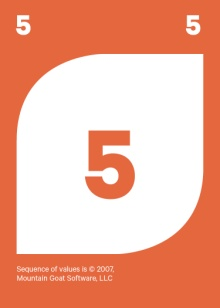 5 5
5
Sequence of values is © 2007,
Mountain Goat Software, LLC